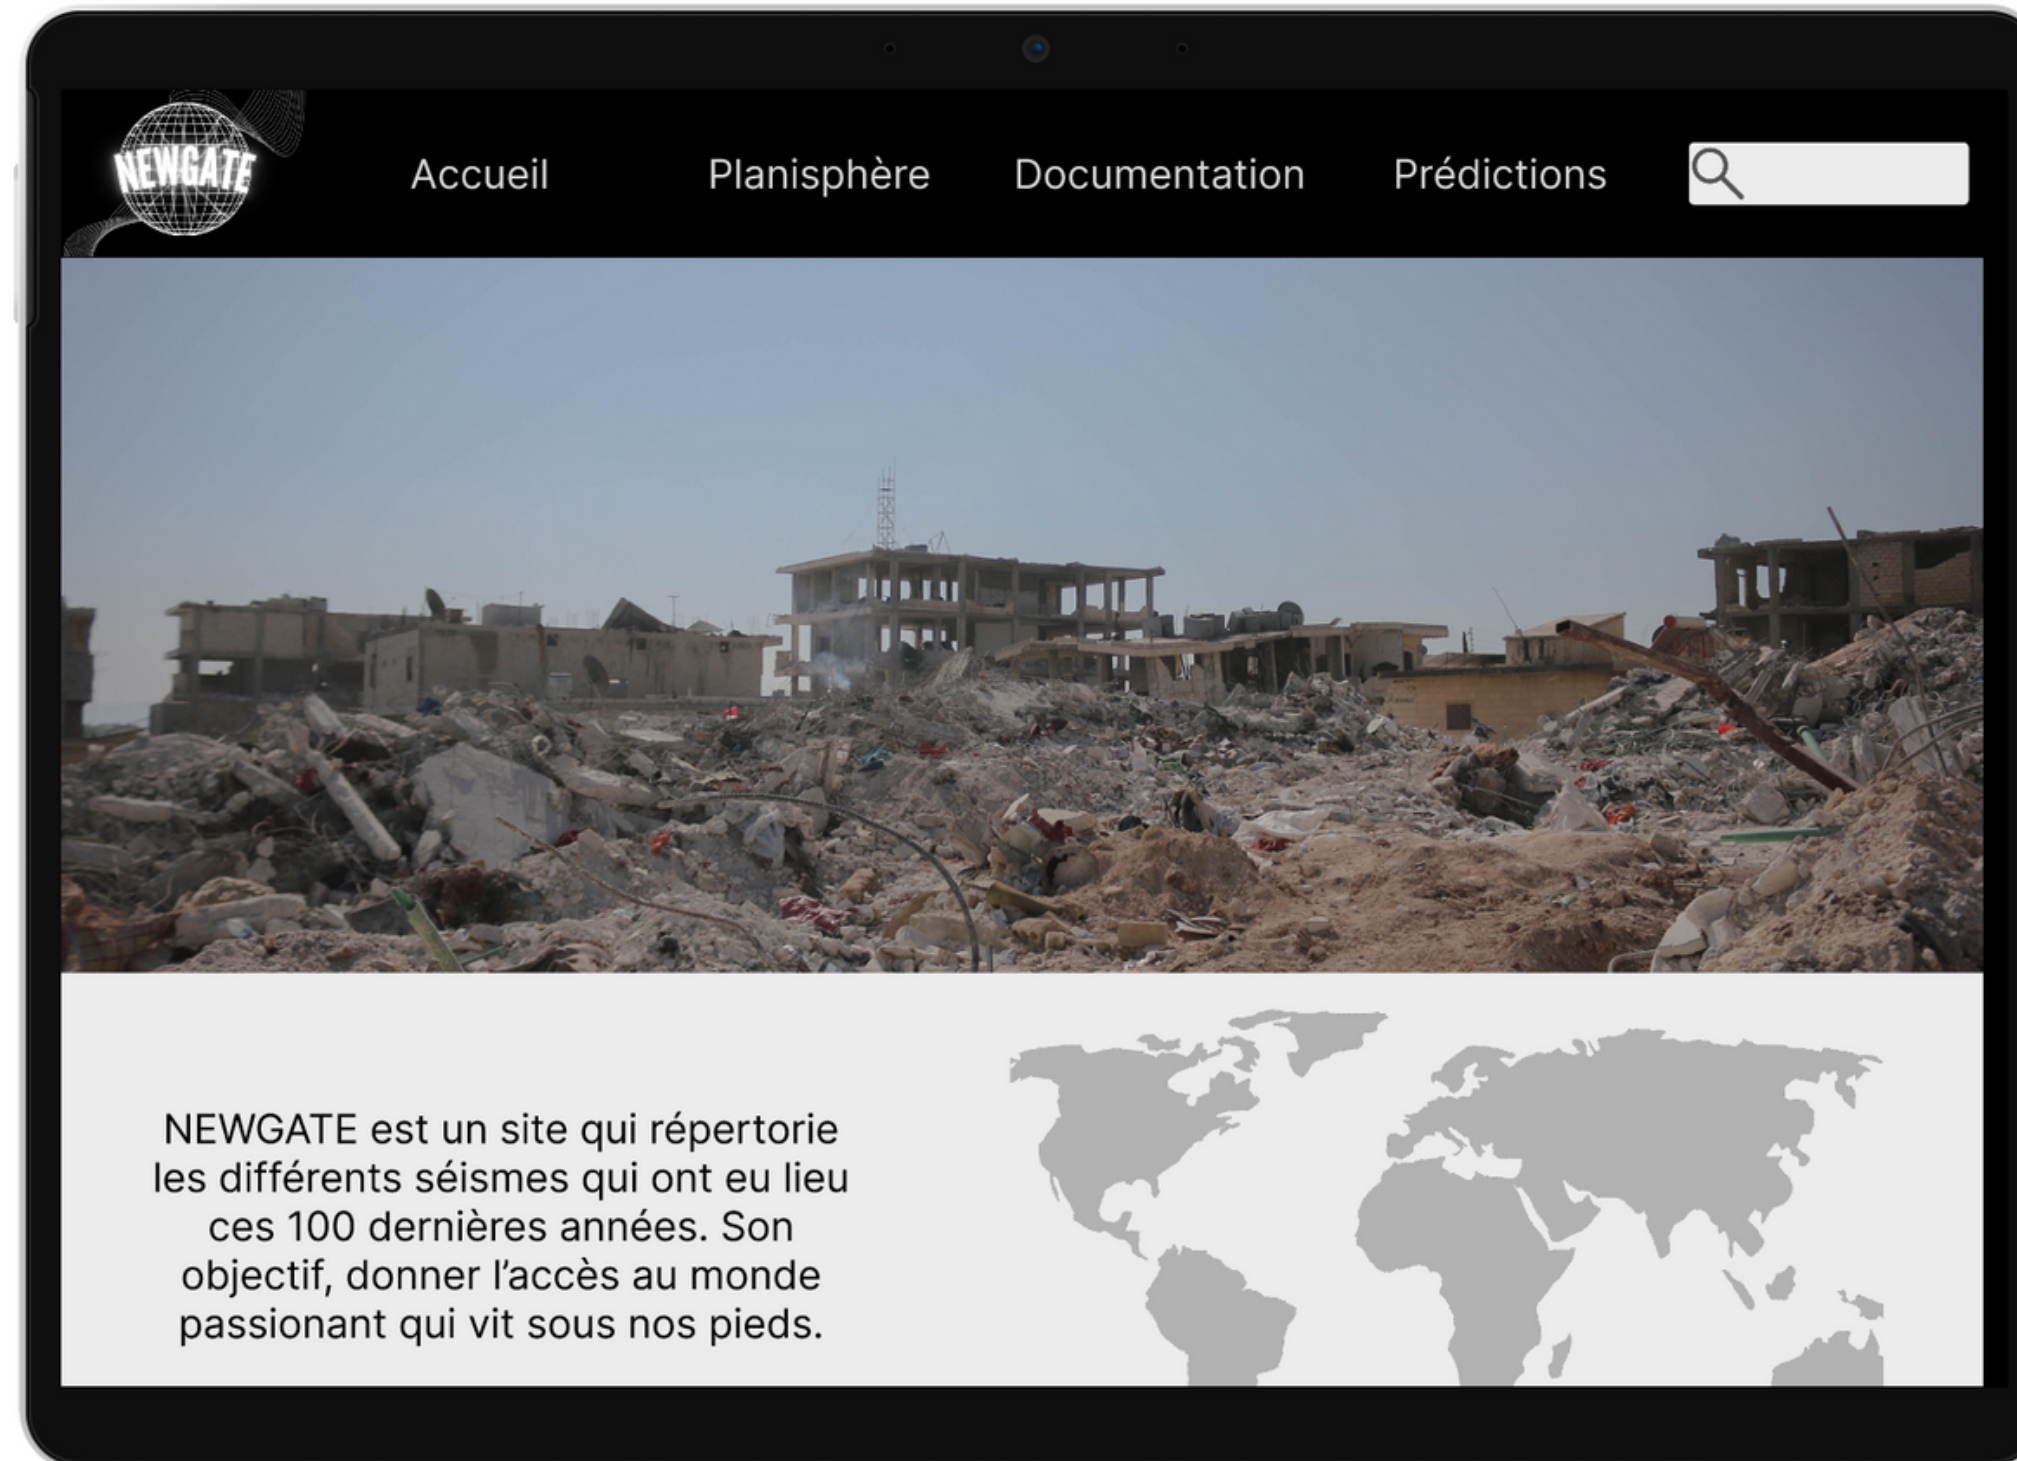 NEWGATE
Accueil
Planisphère
Documentation
Prédictions
NEWGATE est un site qui répertorie
les différents séismes qui ont eu lieu
ces 100 dernières années. Son
objectif, donner l’accès au monde
passionant qui vit sous nos pieds.